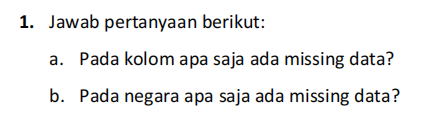 1. Jawab pertanyaan berikut:
a. Pada kolom apa saja ada missing data?
b. Pada negara apa saja ada missing data?